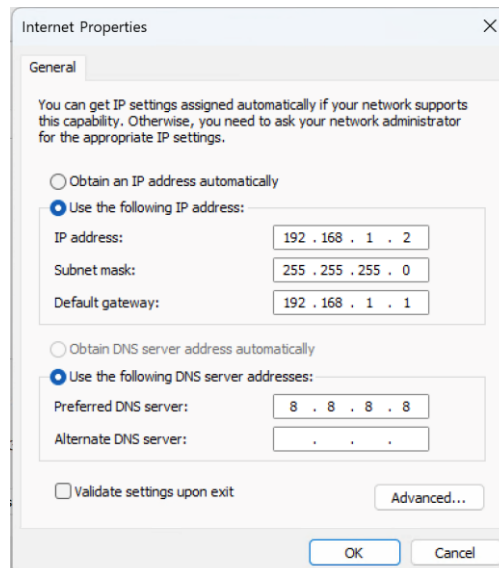 Internet Properties
General
You can get IP settings assigned automatically if your network supports
this capability. Otherwise, you need to ask your network administrator
for the appropriate IP settings.
Obtain an IP address automatically
Use the following IP address:
IP address: 192 . 168 . 1 . 2
Subnet mask: 255 . 255 . 255 . 0
Default gateway: 192 . 168 . 1 . 1
Obtain DNS server address automatically
Use the following DNS server addresses:
Preferred DNS server: 8 . 8 . 8 . 8
Alternate DNS server: . . .
Validate settings upon exit
Advanced...
OK Cancel